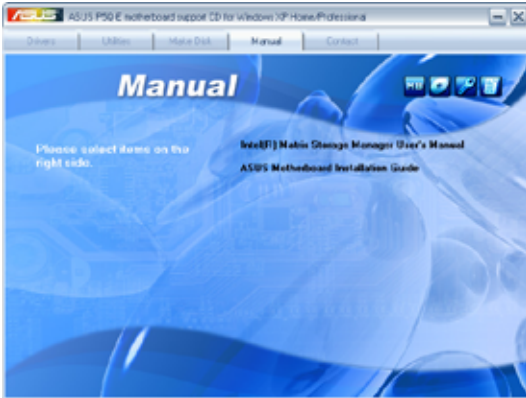 ASUS
ASUS P5Q-E motherboard support CD for Windows XP Home/Professional
Drivers
Utilities
Make Disk
Manual
Contact
Manual
Please select items on the
right side.
Intel(R) Matrix Storage Manager User's Manual
ASUS Motherboard Installation Guide